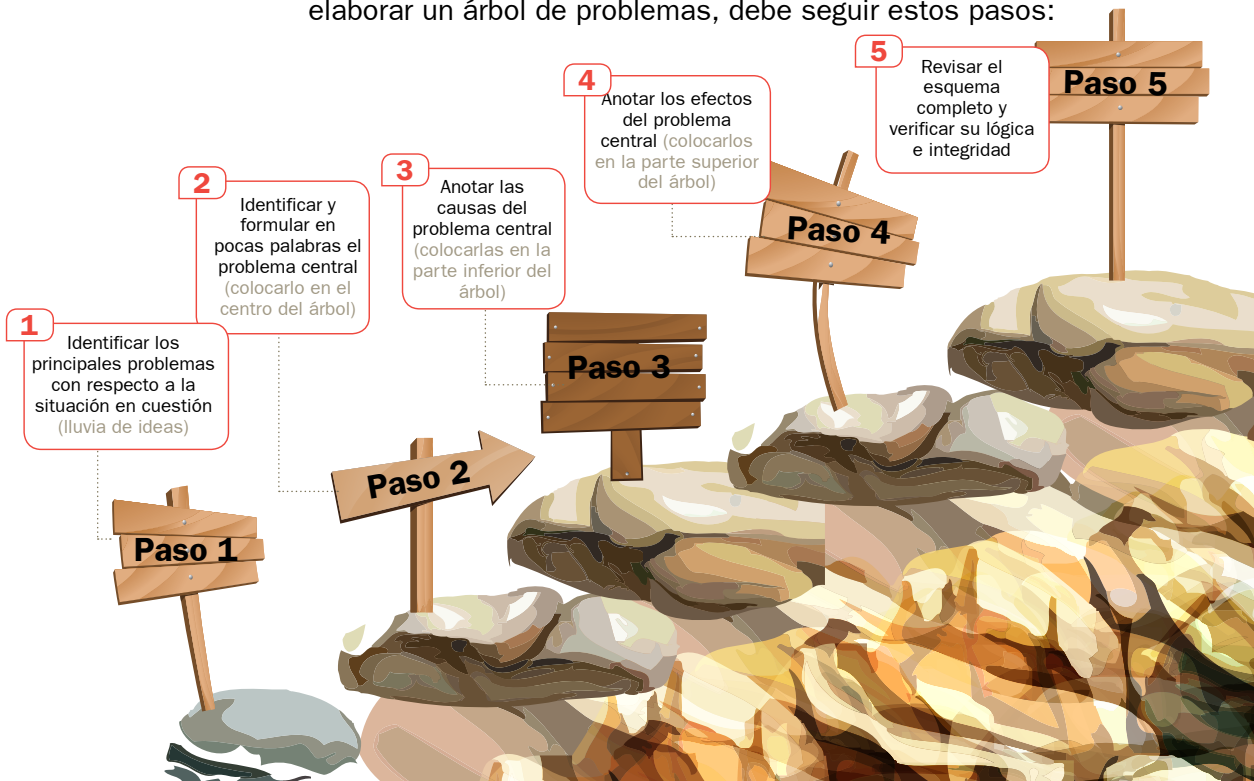 elaborar un árbol de problemas, debe seguir estos pasos:
1
Identificar los
principales problemas
con respecto a la
situación en cuestión
(lluvia de ideas)
Paso 1
2
Identificar y
formular en
pocas palabras el
problema central
(colocarlo en el
centro del árbol)
Paso 2
3
Anotar las
causas del
problema central
(colocarlas en la
parte inferior del
árbol)
Paso 3
4
Anotar los efectos
del problema
central (colocarlos
en la parte superior
del árbol)
Paso 4
5
Revisar el
esquema
completo y
verificar su lógica
e integridad
Paso 5